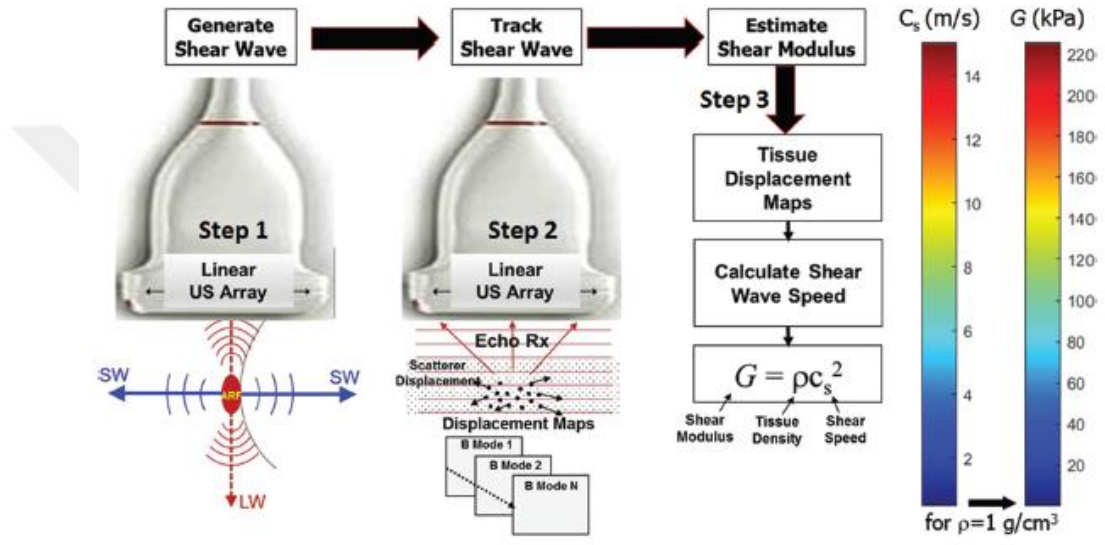 Generate
Shear Wave
Track
Shear Wave
Estimate
Shear Modulus
Step 3
Step 1
Linear
US Array
SW
SW
ARF
LW
Step 2
Linear
US Array
Echo Rx
Scatterer
Displacement
Displacement Maps
B Mode 1
B Mode 2
B Mode N
Tissue
Displacement
Maps
Calculate Shear
Wave Speed
G = ρcₛ²
Shear
Modulus
Tissue
Density
Shear
Speed
Cₛ (m/s)
14
12
10
8
6
4
2
G (kPa)
220
200
180
160
140
120
100
80
60
40
20
for ρ=1 g/cm³